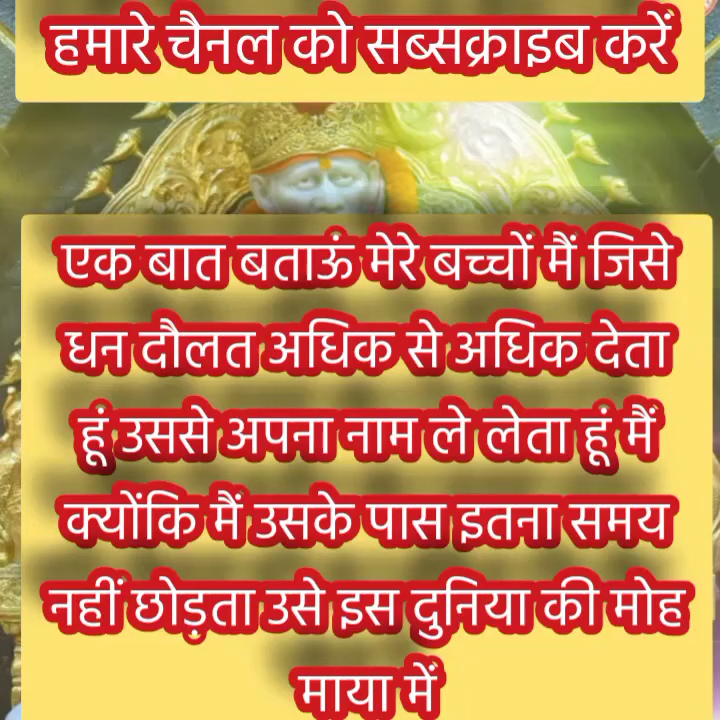 हमारे चैनल को सब्सक्राइब करें
एक बात बताऊं मेरे बच्चों मैं जिसे
धन दौलत अधिक से अधिक देता
हूं उससे अपना नाम ले लेता हूं मैं
क्योंकि मैं उसके पास इतना समय
नहीं छोड़ता उसे इस दुनिया की मोह
माया में